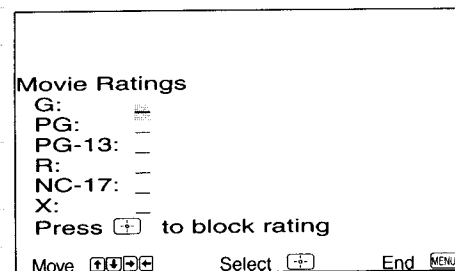 Movie Ratings
G: _
PG: _
PG-13: _
R: _
NC-17: _
X: _
Press to block rating
Move Select End MENU